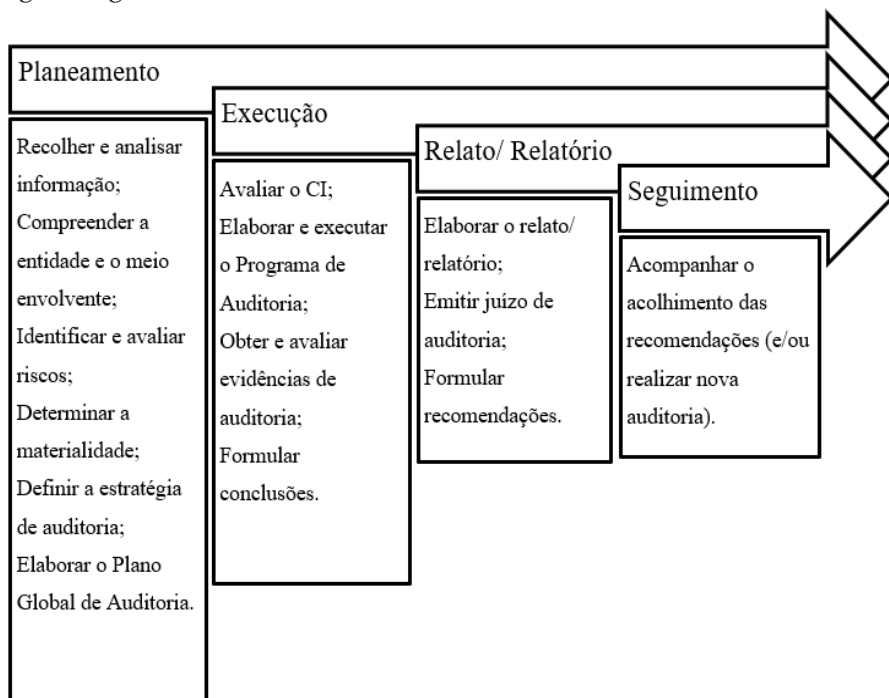 Planeamento
Recolher e analisar
informação;
Compreender a
entidade e o meio
envolvente;
Identificar e avaliar
riscos;
Determinar a
materialidade;
Definir a estratégia
de auditoria;
Elaborar o Plano
Global de Auditoria.
Execução
Avaliar o CI;
Elaborar e executar
o Programa de
Auditoria;
Obter e avaliar
evidências de
auditoria;
Formular
conclusões.
Relato/ Relatório
Elaborar o relato/
relatório;
Emitir juízo de
auditoria;
Formular
recomendações.
Seguimento
Acompanhar o
acolhimento das
recomendações (e/ou
realizar nova
auditoria).